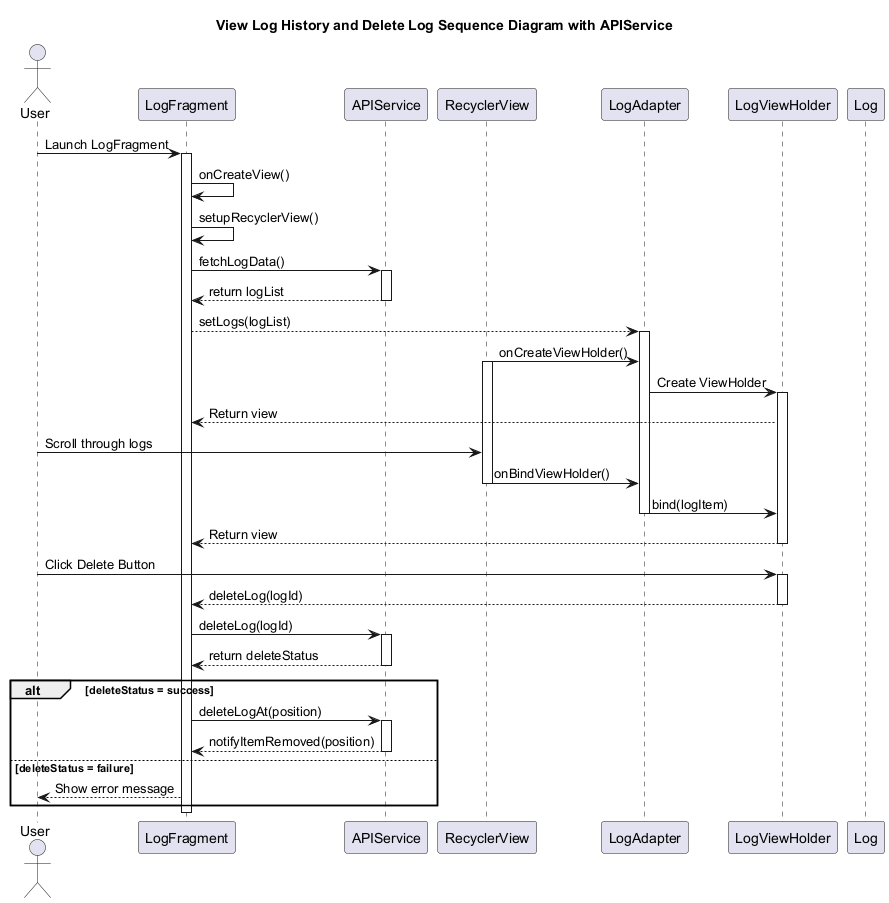 View Log History and Delete Log Sequence Diagram with APIService
User
LogFragment
APIService
RecyclerView
LogAdapter
LogViewHolder
Log
Launch LogFragment
onCreateView()
setupRecyclerView()
fetchLogData()
return logList
setLogs(logList)
onCreateViewHolder()
Create ViewHolder
Return view
Scroll through logs
onBindViewHolder()
bind(logItem)
Return view
Click Delete Button
deleteLog(logId)
deleteLog(logId)
return deleteStatus
alt
[deleteStatus = success]
deleteLogAt(position)
notifyItemRemoved(position)
[deleteStatus = failure]
Show error message
User
LogFragment
APIService
RecyclerView
LogAdapter
LogViewHolder
Log